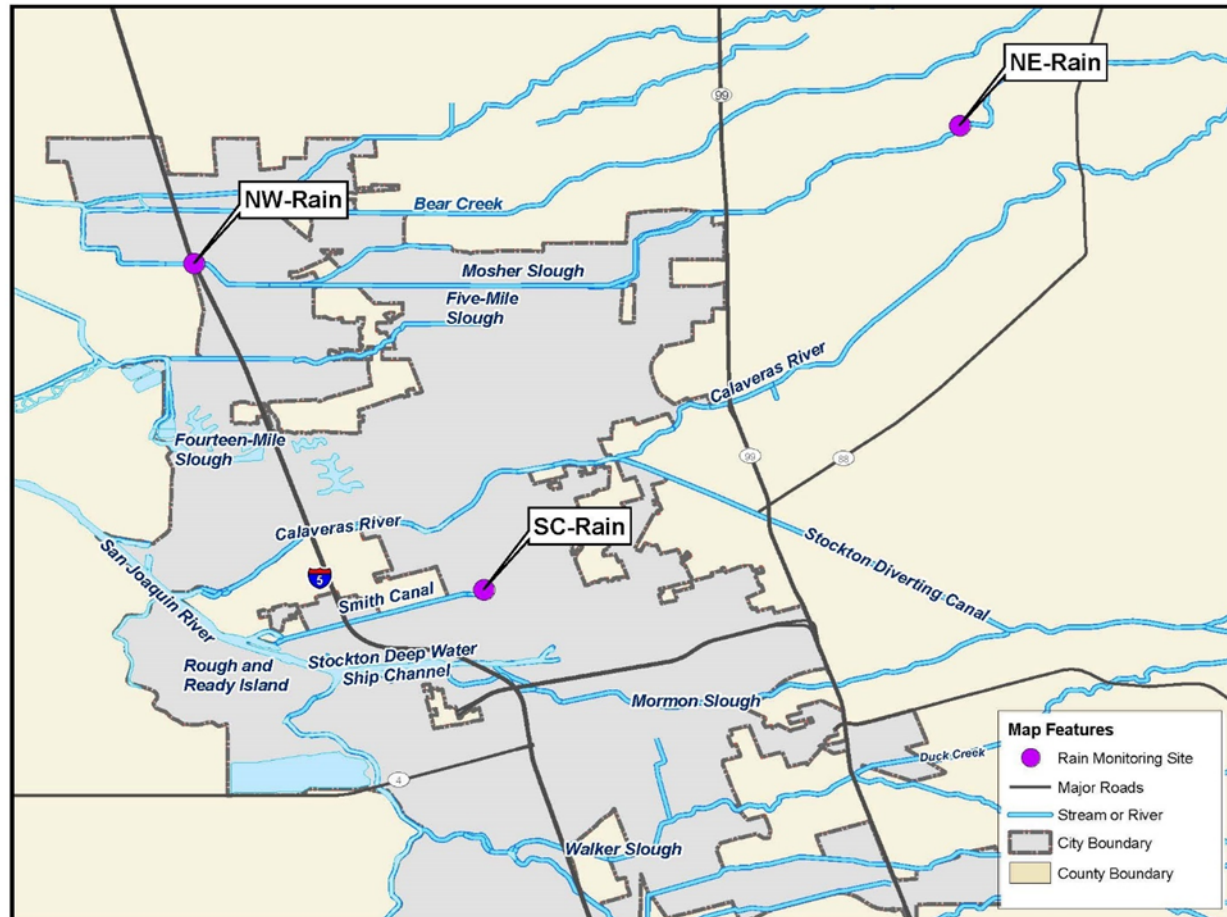 NE-Rain
99
NW-Rain
Bear Creek
Mosher Slough
Five-Mile
Slough
Calaveras River
Fourteen-Mile
Slough
99
88
Calaveras River
SC-Rain
Stockton Diverting Canal
San Joaquin River
5
Smith Canal
Rough and
Ready Island
Stockton Deep Water
Ship Channel
Mormon Slough
4
Duck Creek
Walker Slough
Map Features
Rain Monitoring Site
Major Roads
Stream or River
City Boundary
County Boundary